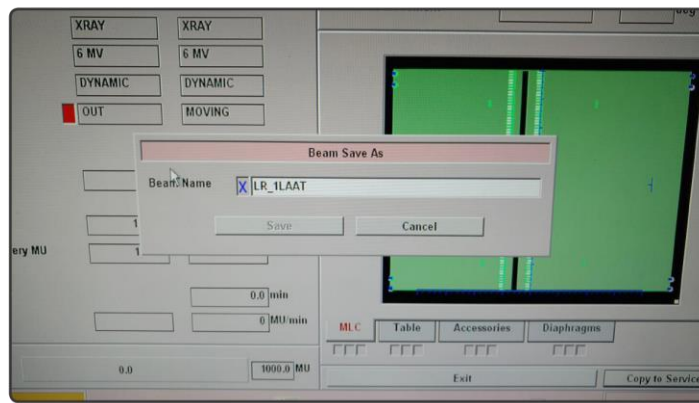 XRAY XRAY
6 MV 6 MV
DYNAMIC DYNAMIC
OUT MOVING
Beam Save As
Beam Name X LR_1LAAT
Save Cancel
ery MU
0.0 min
0 MU/min
MLC Table Accessories Diaphragms
0.0 1000.0 MU
Exit Copy to Service